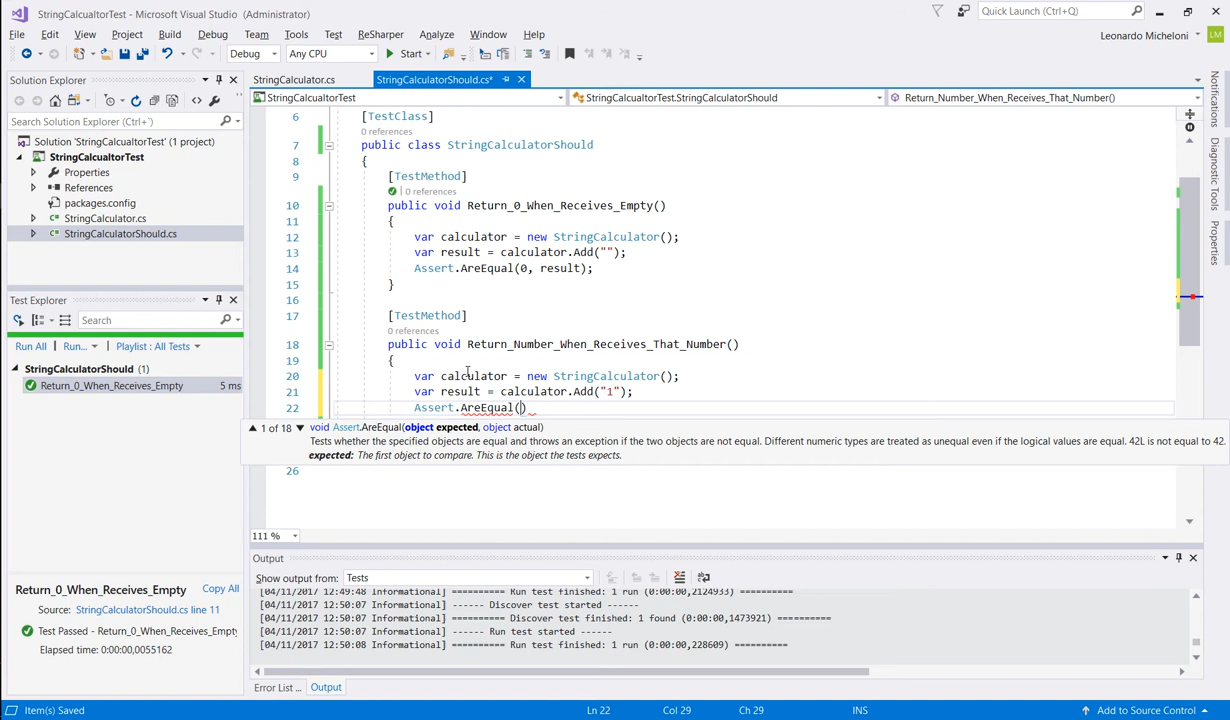 StringCalcualtorTest - Microsoft Visual Studio (Administrator)
Quick Launch (Ctrl+Q)
File Edit View Project Build Debug Team Tools Test ReSharper Analyze Window Help
Leonardo Micheloni
LM
Debug Any CPU Start
Solution Explorer
StringCalculator.cs
StringCalculatorShould.cs*
StringCalcualtorTest
StringCalcualtorTest.StringCalculatorShould
Return_Number_When_Receives_That_Number()
Search Solution Explorer (Ctrl+')
Solution 'StringCalcualtorTest' (1 project)
StringCalcualtorTest
Properties
References
packages.config
StringCalculator.cs
StringCalculatorShould.cs
Test Explorer
Search
Run All Run... Playlist : All Tests
StringCalculatorShould (1)
Return_0_When_Receives_Empty 5 ms
Return_0_When_Receives_Empty Copy All
Source: StringCalculatorShould.cs line 11
Test Passed - Return_0_When_Receives_Empty
Elapsed time: 0:00:00,0055162
6 [TestClass]
0 references
7 public class StringCalculatorShould
8 {
9 [TestMethod]
| 0 references
10 public void Return_0_When_Receives_Empty()
11 {
12 var calculator = new StringCalculator();
13 var result = calculator.Add("");
14 Assert.AreEqual(0, result);
15 }
16
17 [TestMethod]
0 references
18 public void Return_Number_When_Receives_That_Number()
19 {
20 var calculator = new StringCalculator();
21 var result = calculator.Add("1");
22 Assert.AreEqual()
1 of 18 void Assert.AreEqual(object expected, object actual)
Tests whether the specified objects are equal and throws an exception if the two objects are not equal. Different numeric types are treated as unequal even if the logical values are equal. 42L is not equal to 42.
expected: The first object to compare. This is the object the tests expects.
26
111 %
Output
Show output from: Tests
[04/11/2017 12:49:48 Informational] ========== Run test finished: 1 run (0:00:00,2124933) ==========
[04/11/2017 12:50:07 Informational] ------ Discover test started ------
[04/11/2017 12:50:07 Informational] ========== Discover test finished: 1 found (0:00:00,1473921) ==========
[04/11/2017 12:50:07 Informational] ------ Run test started ------
[04/11/2017 12:50:08 Informational] ========== Run test finished: 1 run (0:00:00,228609) ==========
Error List ... Output
Notifications
Diagnostic Tools
Properties
Item(s) Saved
Ln 22 Col 29 Ch 29 INS
Add to Source Control